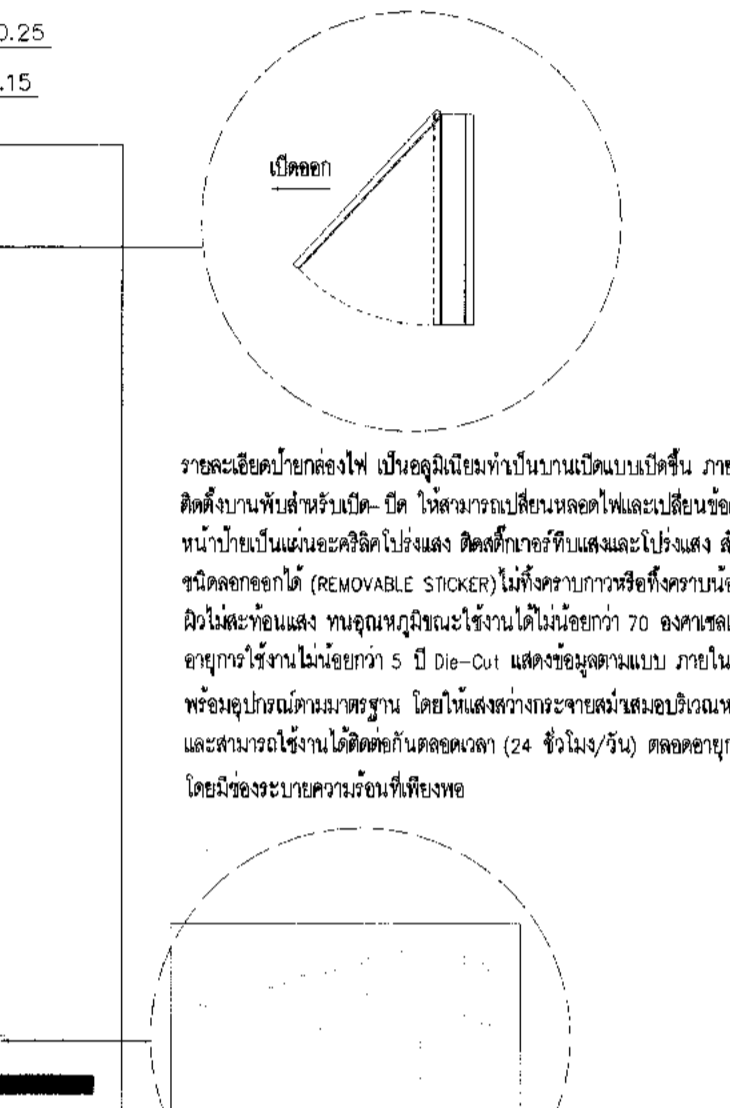 0.25
.15
เปิดออก
รายละเอียดป้ายกล่องไฟ เป็นอลูมิเนียมทำเป็นบานเปิดแบบเปิดขึ้น ภาย
ติดตั้งบานพับสำหรับเปิด-ปิด ให้สามารถเปลี่ยนหลอดไฟและเปลี่ยนข้อ
หน้าป้ายเป็นแผ่นอะคริลิคโปร่งแสง ติดสติ๊กเกอร์ทึบแสงและโปร่งแสง
ชนิดลอกออกได้ (REMOVABLE STICKER) ไม่ทิ้งคราบกาวหรือทิ้งคราบน้อ
ผิวไม่สะท้อนแสง ทนอุณหภูมิขณะใช้งานได้ไม่น้อยกว่า 70 องศาเซล
อายุการใช้งานไม่น้อยกว่า 5 ปี Die-Cut แสดงข้อมูลตามแบบ ภายใน
พร้อมอุปกรณ์ตามมาตรฐาน โดยให้แสงสว่างกระจายสม่ำเสมอบริเวณห
และสามารถใช้งานได้ติดต่อกันตลอดเวลา (24 ชั่วโมง/วัน) ตลอดอายุก
โดยมีช่องระบายความร้อนที่เพียงพอ